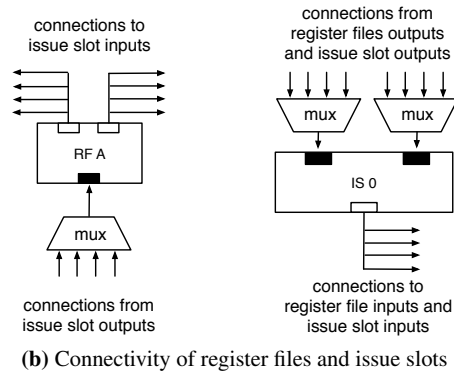 connections to
issue slot inputs
RF A
mux
connections from
issue slot outputs
connections from
register files outputs
and issue slot outputs
mux
mux
IS 0
connections to
register file inputs and
issue slot inputs
(b) Connectivity of register files and issue slots